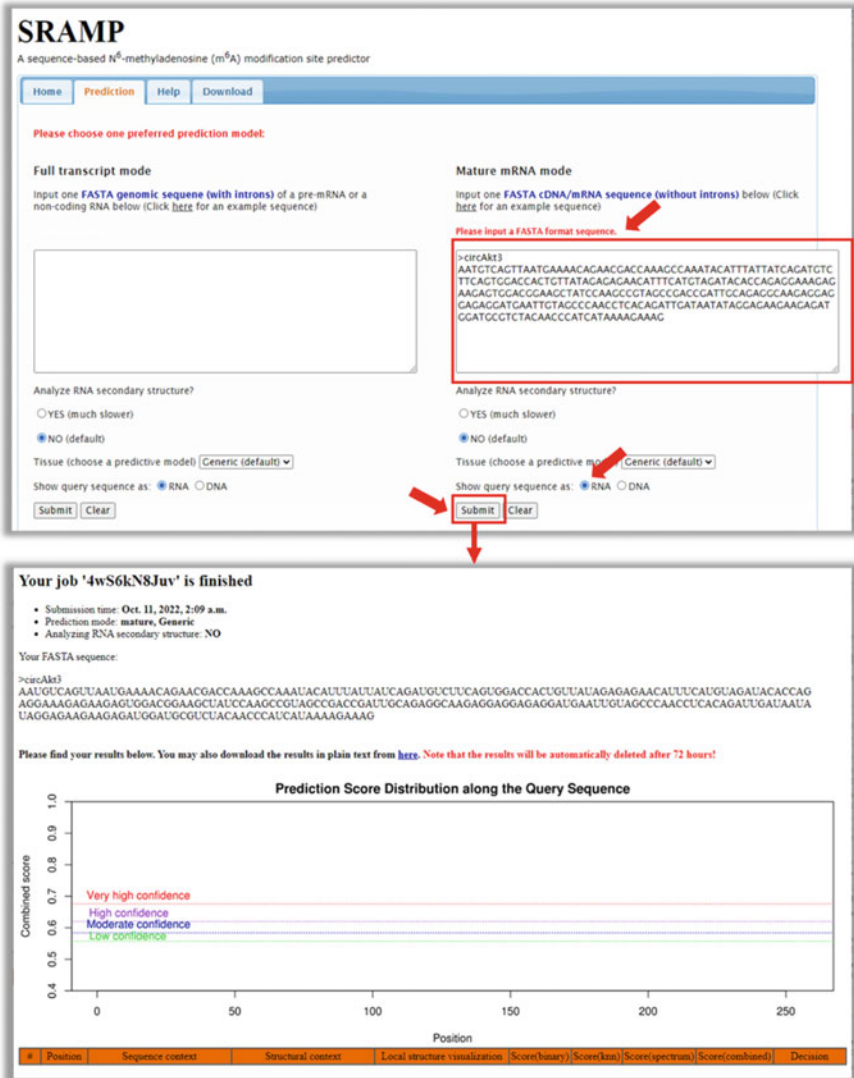 SRAMP
A sequence-based N6-methyladenosine (m6A) modification site predictor
Home Prediction Help Download
Please choose one preferred prediction model:
Full transcript mode
Input one FASTA genomic sequene (with introns) of a pre-mRNA or a
non-coding RNA below (Click here for an example sequence)
Analyze RNA secondary structure?
YES (much slower)
NO (default)
Tissue (choose a predictive model) Generic (default)
Show query sequence as: RNA DNA
Submit Clear
Mature mRNA mode
Input one FASTA cDNA/mRNA sequence (without introns) below (Click
here for an example sequence)
Please input a FASTA format sequence.
>circAkt3
AATGTCAGTTAATGAAAACAGAACGACCAAAGCCAAATACATTTATTATCAGATGTC
TTCAGTGGACCACTGTTATAGAGAGAACATTTCATGTAGATACACCAGAGGAAAGAG
AAGAGTGGACGGAAGCTATCCAAGCCGTAGCCGACCGATTGCAGAGGCAAGAGGAG
GAGAGGATGAATTGTAGCCCAACCTCACAGATTGATAATATAGGAGAAGAAGAGAT
GGATGCGTCTACAACCCATCATAAAAGAAAG
Analyze RNA secondary structure?
YES (much slower)
NO (default)
Tissue (choose a predictive model) Generic (default)
Show query sequence as: RNA DNA
Submit Clear
Your job '4wS6kN8Juv' is finished
• Submission time: Oct. 11, 2022, 2:09 a.m.
• Prediction mode: mature, Generic
• Analyzing RNA secondary structure: NO
Your FASTA sequence:
>circAkt3
AAUGUCAGUUAAUGAAAACAGAACGACCAAAGCCAAAUACAUUUAUUAUCAGAUGUCUUCAGUGGACCACUGUUAUAGAGAGAACAUUUCAUGUAGAUACACCAG
AGGAAAGAGAAGAGUGGACGGAAGCUAUCCAAGCCGUAGCCGACCGAUUGCAGAGGCAAGAGGAGGAGAGGAUGAAUUGUAGCCCAACCUCACAGAUUGAUAAUA
UAGGAGAAGAAGAGAUGGAUGCGUCUACAACCCAUCAUAAAAGAAAG
Please find your results below. You may also download the results in plain text from here. Note that the results will be automatically deleted after 72 hours!
Prediction Score Distribution along the Query Sequence
Combined score
1.0
0.9
0.8
0.7
0.6
0.5
0.4
Very high confidence
High confidence
Moderate confidence
Low confidence
0 50 100 150 200 250
Position
# Position Sequence context Structural context Local structure visualization Score(binary) Score(knn) Score(spectrum) Score(combined) Decision